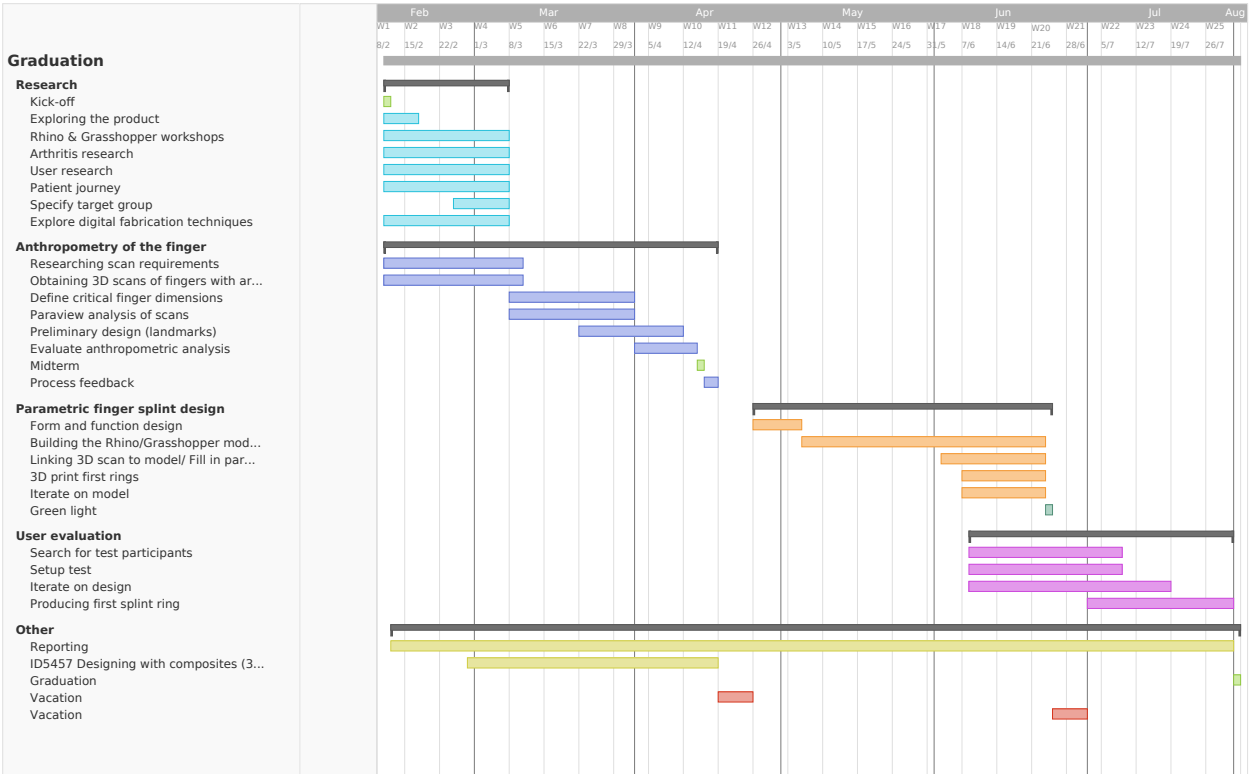 Feb Mar Apr May Jun Jul Aug
W1 W2 W3 W4 W5 W6 W7 W8 W9 W10 W11 W12 W13 W14 W15 W16 W17 W18 W19 W20 W21 W22 W23 W24 W25
8/2 15/2 22/2 1/3 8/3 15/3 22/3 29/3 5/4 12/4 19/4 26/4 3/5 10/5 17/5 24/5 31/5 7/6 14/6 21/6 28/6 5/7 12/7 19/7 26/7
Graduation
Research
Kick-off
Exploring the product
Rhino & Grasshopper workshops
Arthritis research
User research
Patient journey
Specify target group
Explore digital fabrication techniques
Anthropometry of the finger
Researching scan requirements
Obtaining 3D scans of fingers with ar...
Define critical finger dimensions
Paraview analysis of scans
Preliminary design (landmarks)
Evaluate anthropometric analysis
Midterm
Process feedback
Parametric finger splint design
Form and function design
Building the Rhino/Grasshopper mod...
Linking 3D scan to model/ Fill in par...
3D print first rings
Iterate on model
Green light
User evaluation
Search for test participants
Setup test
Iterate on design
Producing first splint ring
Other
Reporting
ID5457 Designing with composites (3...
Graduation
Vacation
Vacation